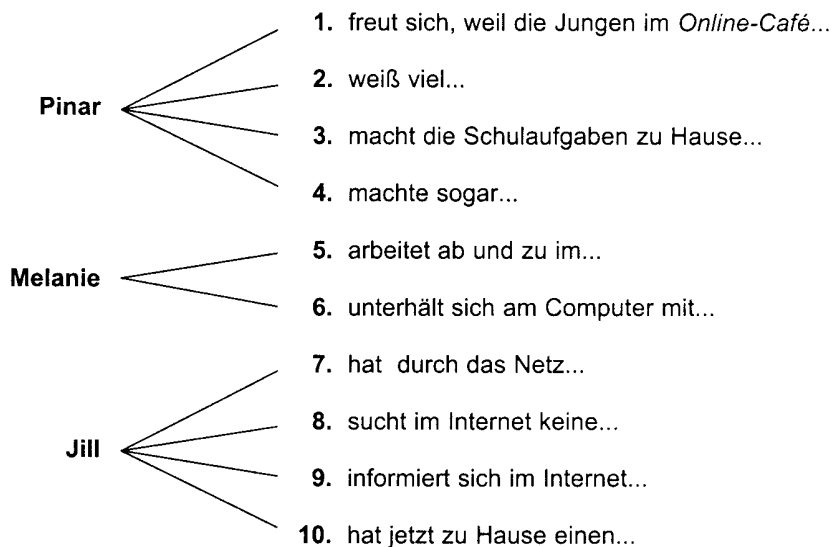 1. freut sich, weil die Jungen im Online-Café...
Pinar
2. weiß viel...
3. macht die Schulaufgaben zu Hause...
4. machte sogar...
Melanie
5. arbeitet ab und zu im...
6. unterhält sich am Computer mit...
Jill
7. hat durch das Netz...
8. sucht im Internet keine...
9. informiert sich im Internet...
10. hat jetzt zu Hause einen...